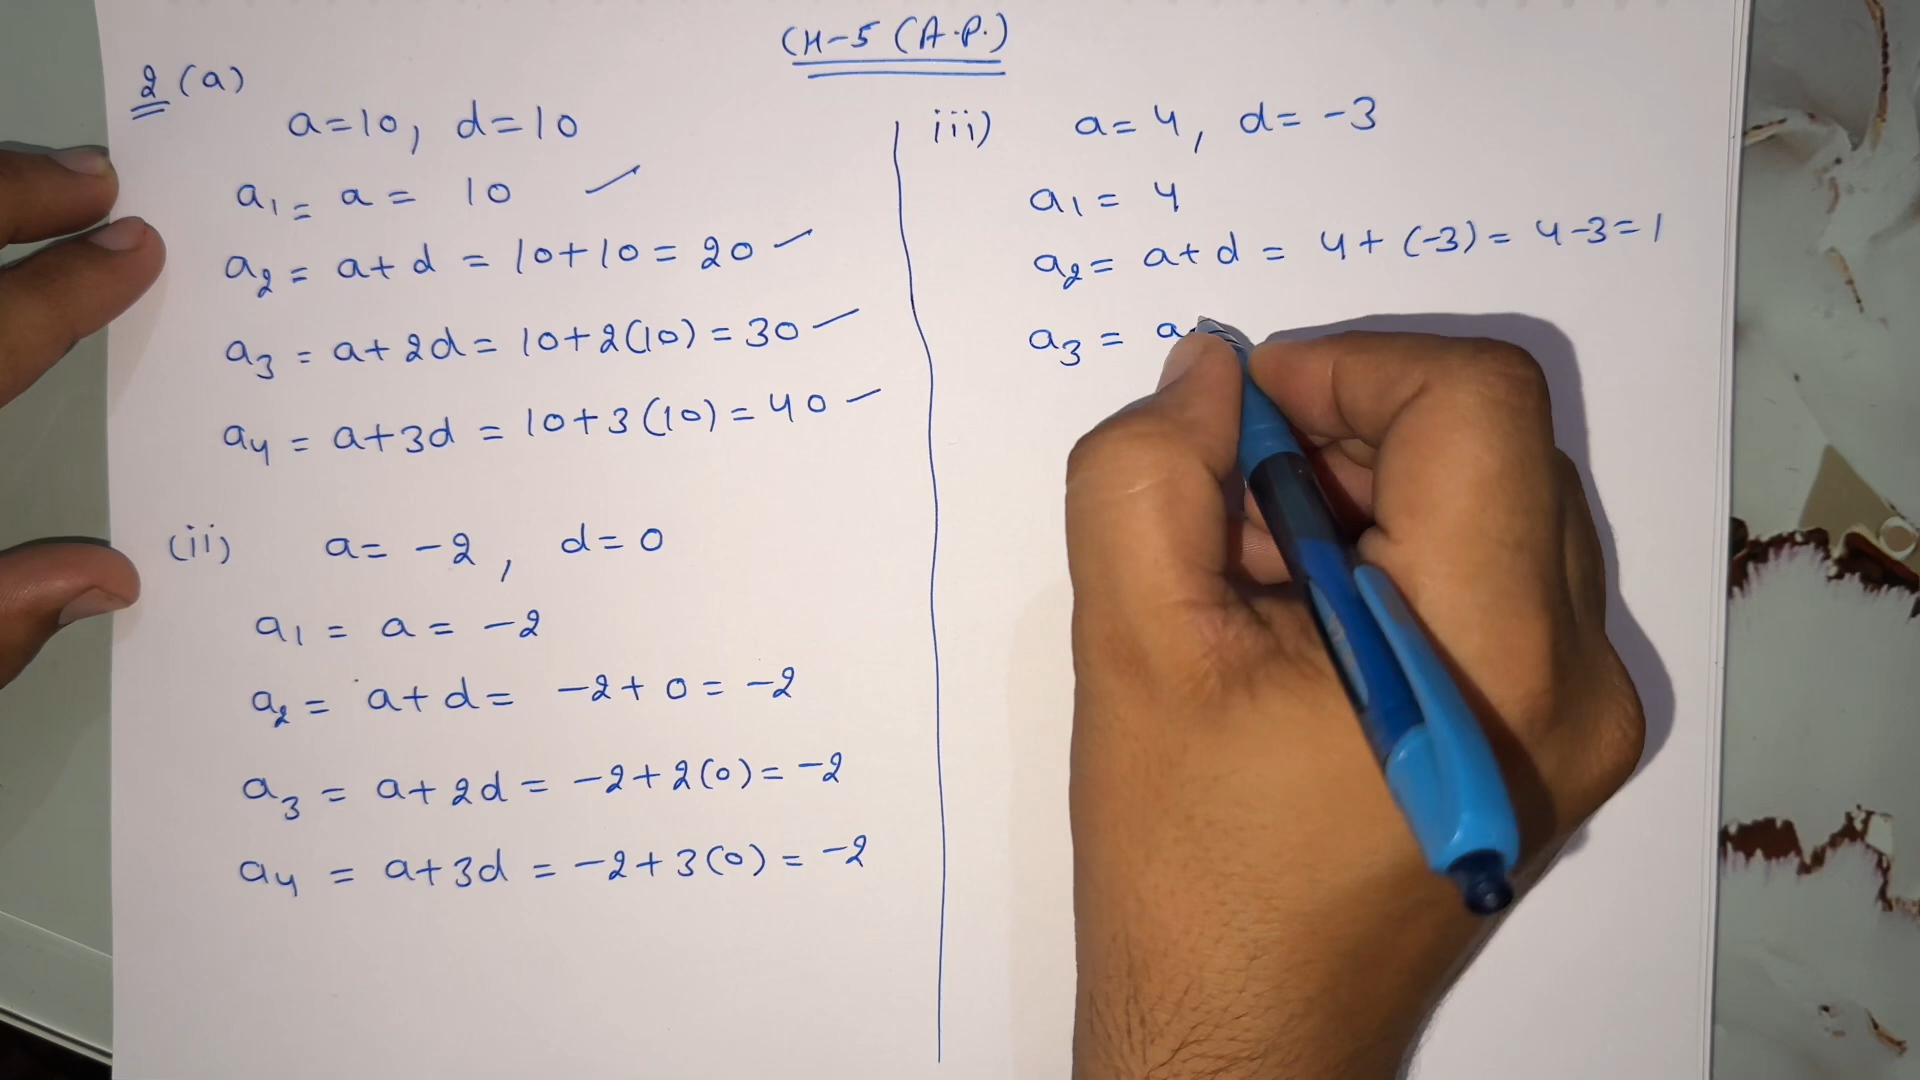 CH-5 (A.P.)
2 (a)
a=10, d=10
a1 = a = 10
a2 = a+d = 10+10 = 20
a3 = a+2d = 10+2(10) = 30
a4 = a+3d = 10+3(10) = 40
(ii) a= -2, d=0
a1 = a = -2
a2 = a+d = -2+0 = -2
a3 = a+2d = -2+2(0) = -2
a4 = a+3d = -2+3(0) = -2
iii) a= 4, d= -3
a1 = 4
a2 = a+d = 4+(-3) = 4-3=1
a3 = a